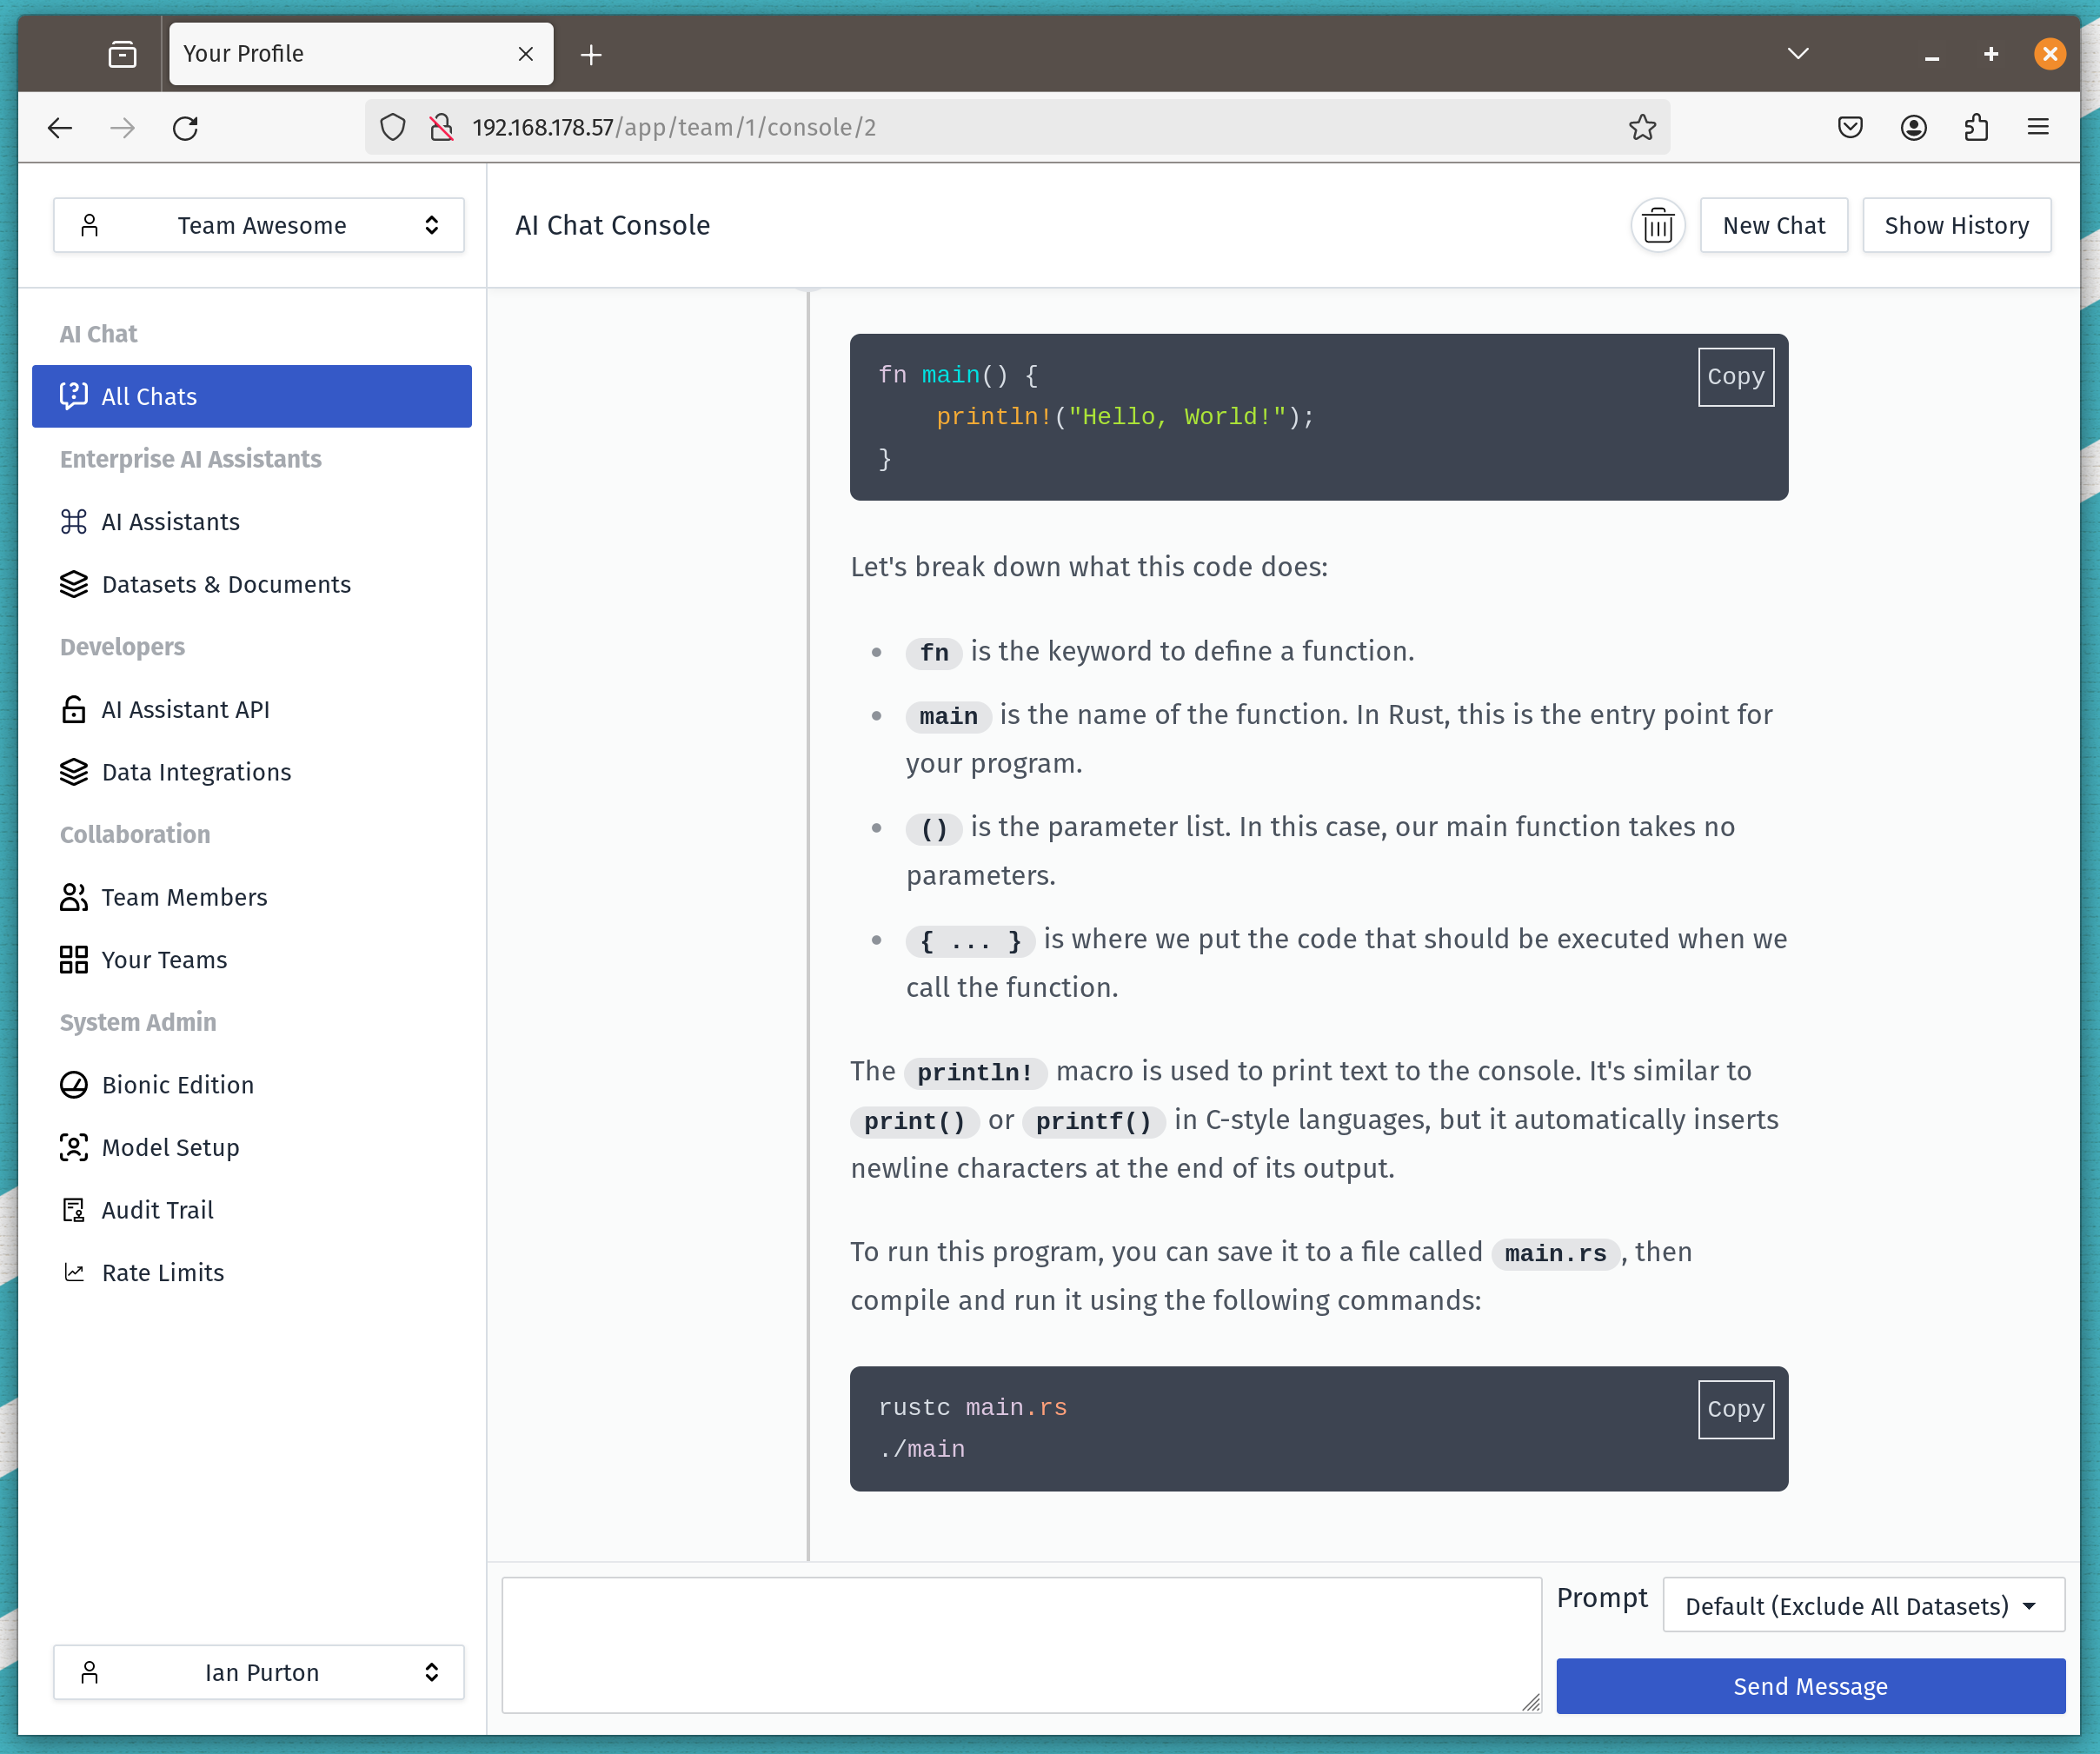 Your Profile
192.168.178.57/app/team/1/console/2
Team Awesome
AI Chat Console
New Chat
Show History
AI Chat
All Chats
Enterprise AI Assistants
AI Assistants
Datasets & Documents
Developers
AI Assistant API
Data Integrations
Collaboration
Team Members
Your Teams
System Admin
Bionic Edition
Model Setup
Audit Trail
Rate Limits
Ian Purton
Copy
fn main() {
    println!("Hello, World!");
}
Let's break down what this code does:
• fn is the keyword to define a function.
• main is the name of the function. In Rust, this is the entry point for
your program.
• () is the parameter list. In this case, our main function takes no
parameters.
• { ... } is where we put the code that should be executed when we
call the function.
The println! macro is used to print text to the console. It's similar to
print() or printf() in C-style languages, but it automatically inserts
newline characters at the end of its output.
To run this program, you can save it to a file called main.rs, then
compile and run it using the following commands:
Copy
rustc main.rs
./main
Prompt
Default (Exclude All Datasets)
Send Message